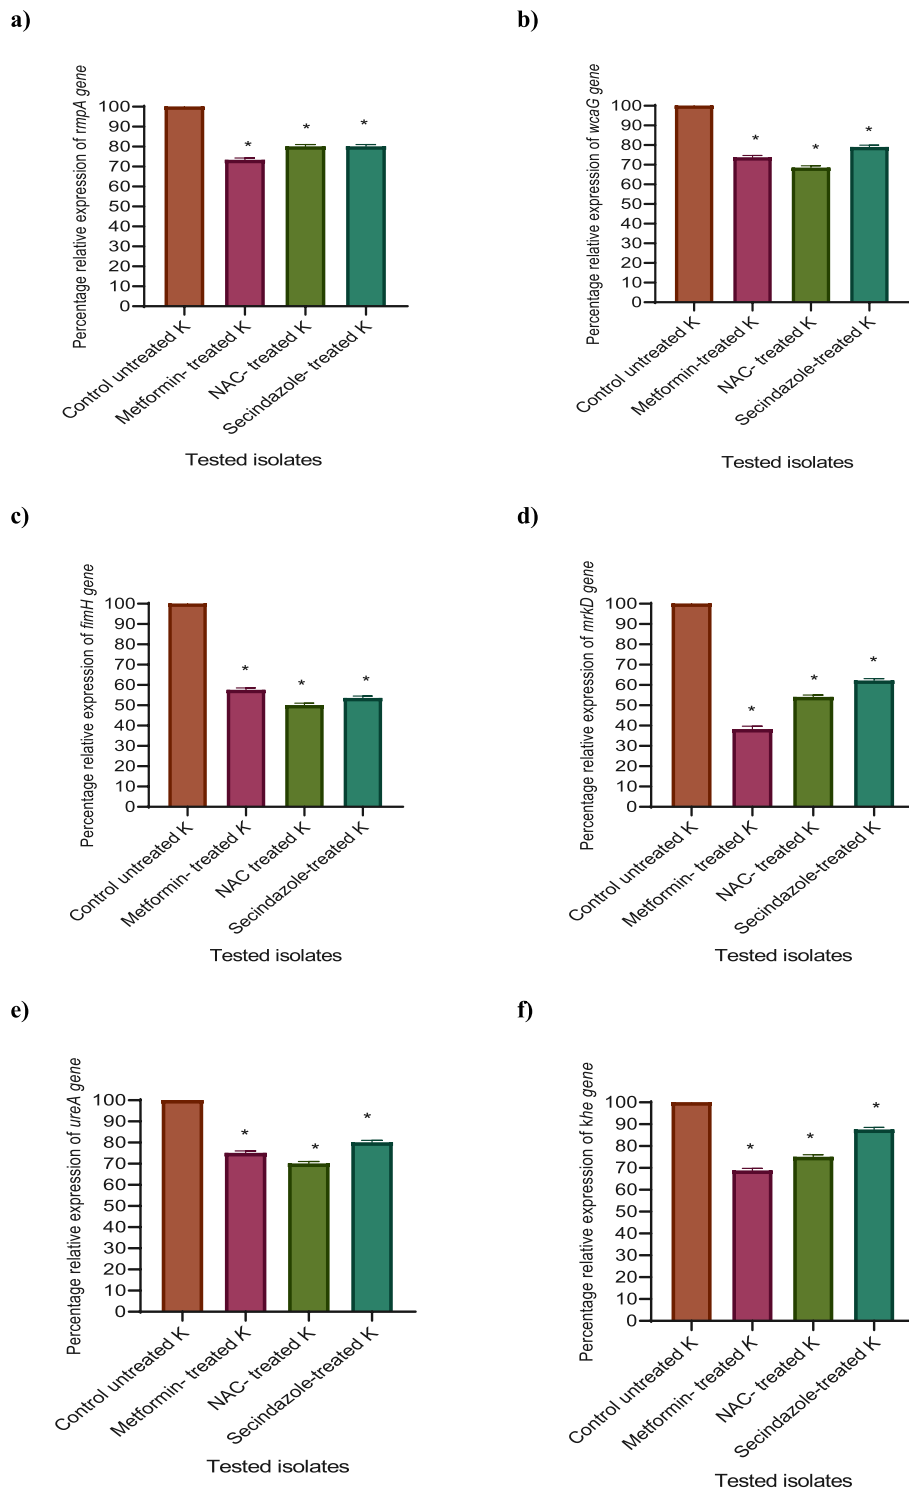 a)
Percentage relative expression of rmpA gene
100
90
80
70
60
50
40
30
20
10
0
*
*
*
Control untreated K
Metformin- treated K
NAC- treated K
Secindazole- treated K
Tested isolates
b)
Percentage relative expression of wcaG gene
100
90
80
70
60
50
40
30
20
10
0
*
*
*
Control untreated K
Metformin-treated K
NAC- treated K
Secindazole-treated K
Tested isolates
c)
Percentage relative expression of fimH gene
100
90
80
70
60
50
40
30
20
10
0
*
*
*
Control untreated K
Metformin- treated K
NAC treated K
Secindazole-treated K
Tested isolates
d)
Percentage relative expression of mrkD gene
100
90
80
70
60
50
40
30
20
10
0
*
*
*
Control untreated K
Metformin- treated K
NAC- treated K
Secindazole-treated K
Tested isolates
e)
Percentage relative expression of ureA gene
100
90
80
70
60
50
40
30
20
10
0
*
*
*
Control untreated K
Metformin- treated K
NAC- treated K
Secindazole-treated K
Tested isolates
f)
Percentage relative expression of khe gene
100
90
80
70
60
50
40
30
20
10
0
*
*
*
Control untreated K
Metformin- treated K
NAC- treated K
Secindazole-treated K
Tested isolates